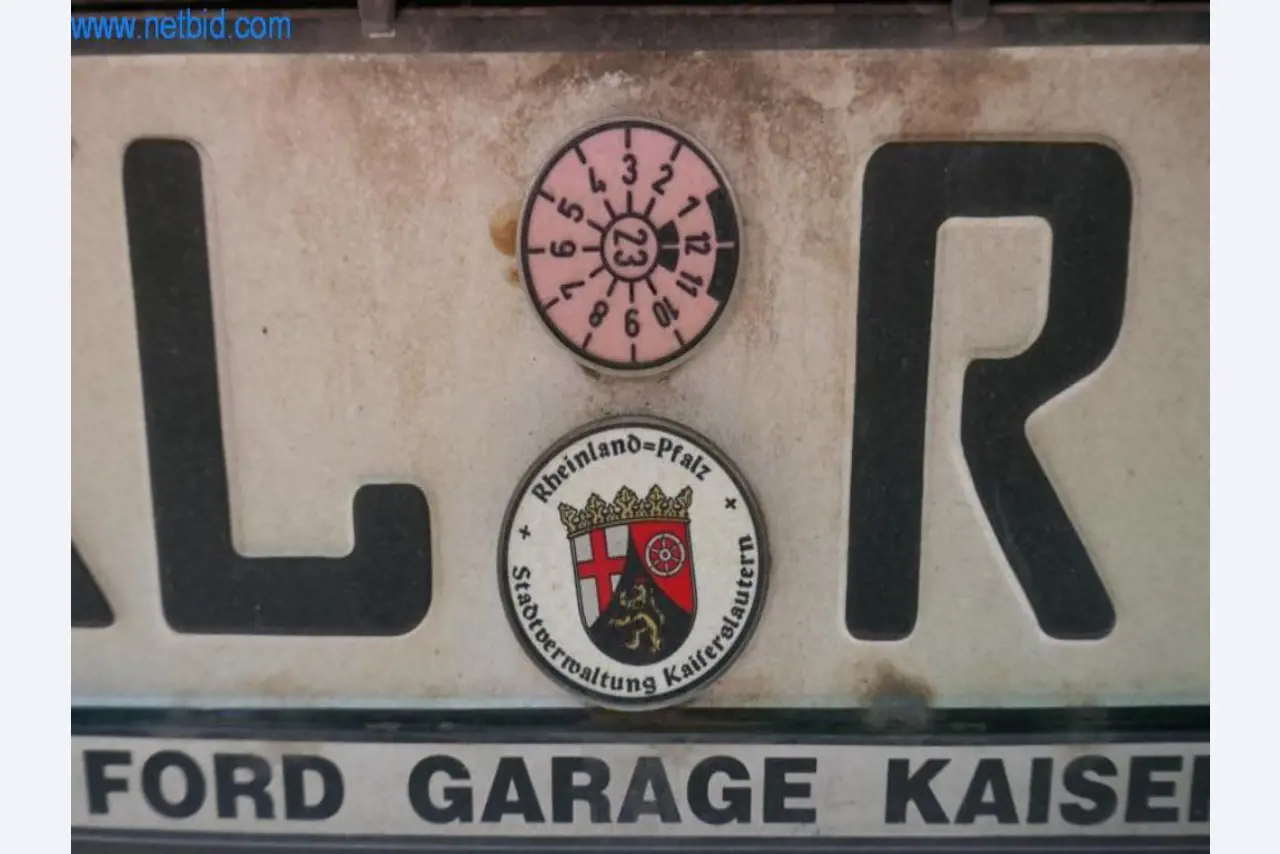 www.netbid.com
L R
1 2 3 4 5 6 7 8 9 10 11 12
23
Rheinland=Pfalz
Stadtverwaltung Kaiserslautern
FORD GARAGE